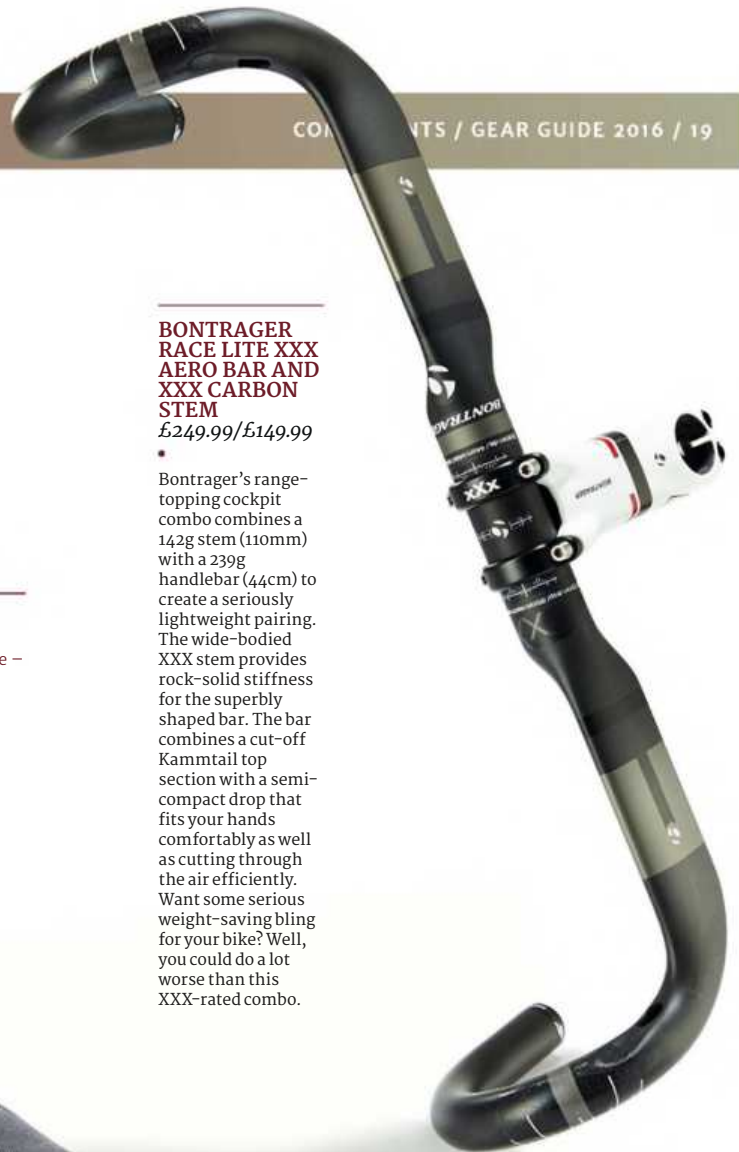 COM NTS / GEAR GUIDE 2016 / 19
BONTRAGER
RACE LITE XXX
AERO BAR AND
XXX CARBON
STEM
£249.99/£149.99
Bontrager’s range-
topping cockpit
combo combines a
142g stem (110mm)
with a 239g
handlebar (44cm) to
create a seriously
lightweight pairing.
The wide-bodied
XXX stem provides
rock-solid stiffness
for the superbly
shaped bar. The bar
combines a cut-off
Kammtail top
section with a semi-
compact drop that
fits your hands
comfortably as well
as cutting through
the air efficiently.
Want some serious
weight-saving bling
for your bike? Well,
you could do a lot
worse than this
XXX-rated combo.
e –
BONTRAGE
XXX
BONTRAGER
X